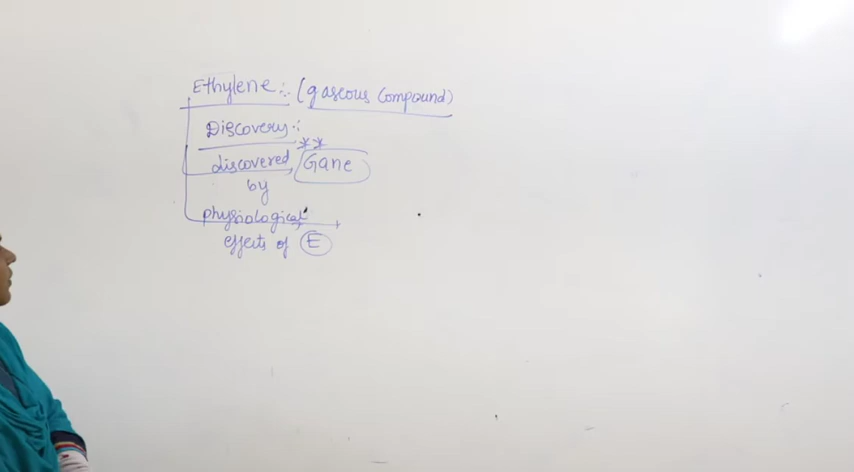 Ethylene :- (gaseous compound)
Discovery :-
**
discovered Gane
by
physiological
effects of E